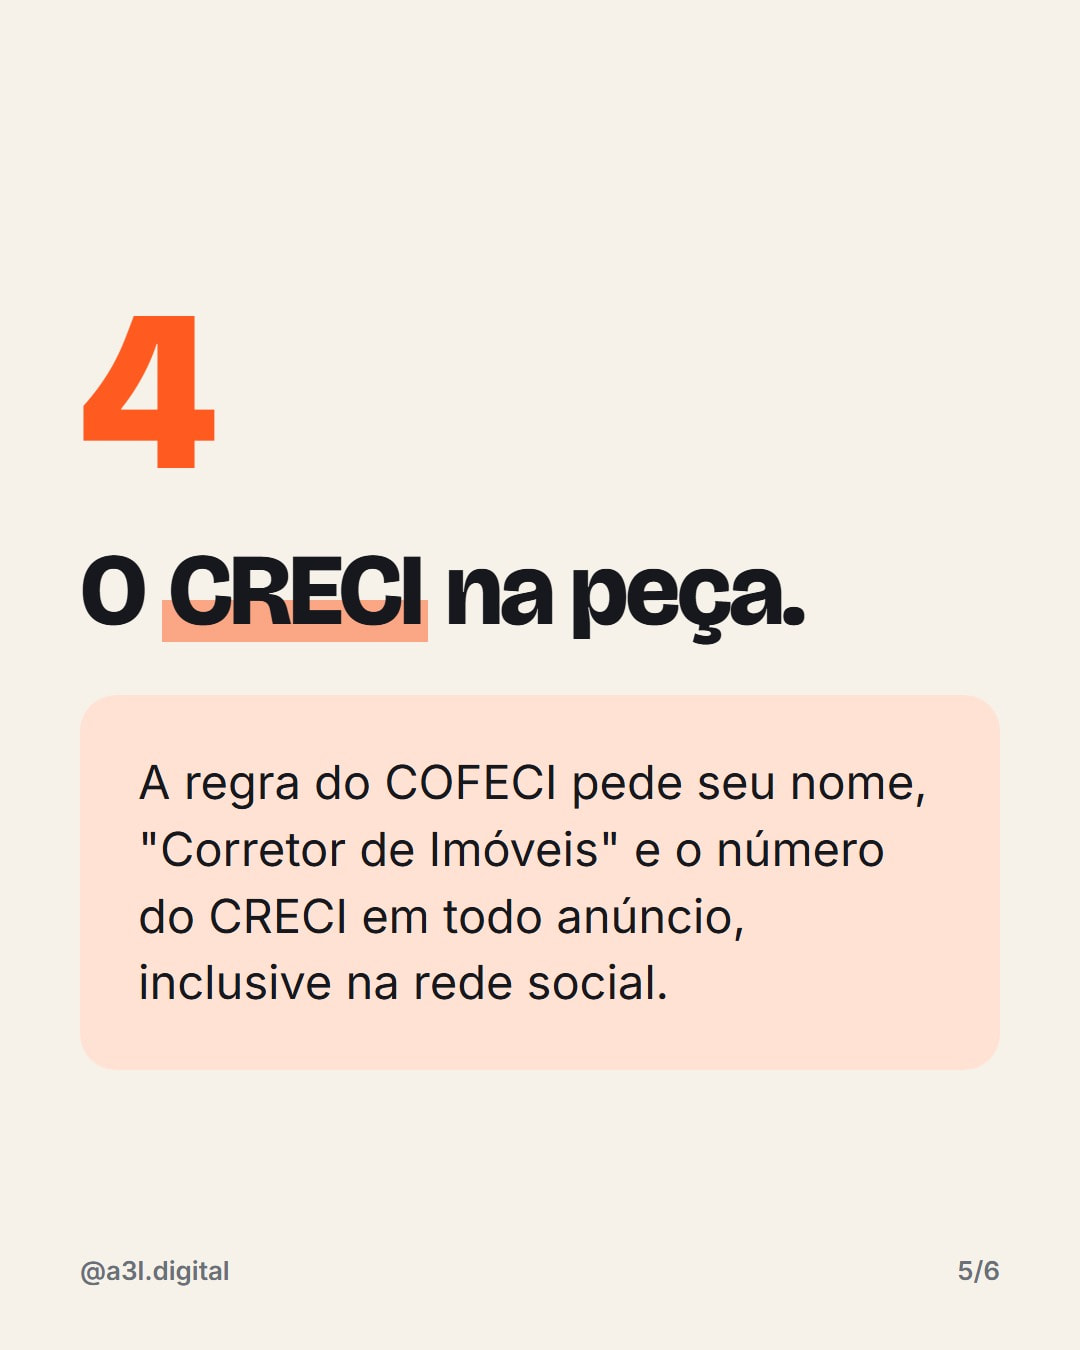 4
O CRECI na peça.
A regra do COFECI pede seu nome,
"Corretor de Imóveis" e o número
do CRECI em todo anúncio,
inclusive na rede social.
@a3l.digital
5/6